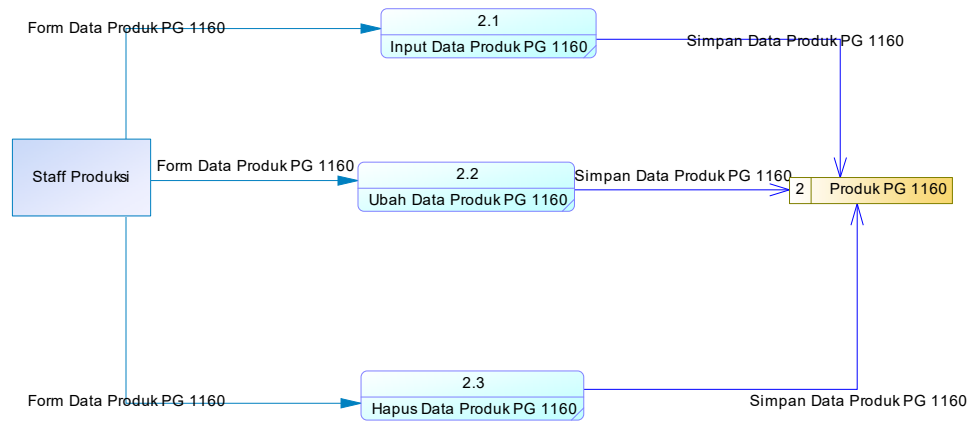 2.1
Form Data Produk PG 1160
Input Data Produk PG 1160
Simpan Data Produk PG 1160
Form Data Produk PG 1160
2.2
Simpan Data Produk PG 1160
Staff Produksi
Ubah Data Produk PG 1160
2 Produk PG 1160
2.3
Form Data Produk PG 1160
Hapus Data Produk PG 1160
Simpan Data Produk PG 1160